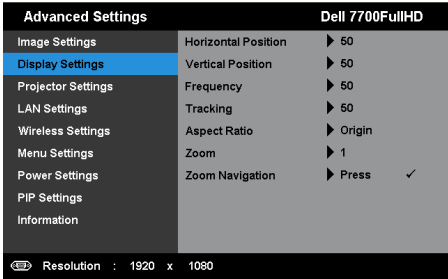 Advanced Settings Dell 7700FullHD
Image Settings Horizontal Position 50
Display Settings Vertical Position 50
Projector Settings Frequency 50
LAN Settings Tracking 50
Wireless Settings Aspect Ratio Origin
Menu Settings Zoom 1
Power Settings Zoom Navigation Press ✓
PIP Settings
Information
Resolution : 1920 x 1080